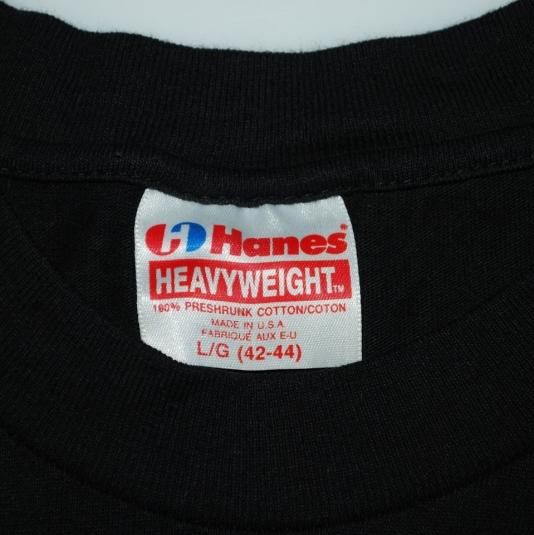 Hanes®
HEAVYWEIGHT™
100% PRESHRUNK COTTON/COTON
MADE IN U.S.A.
FABRIQUÉ AUX E-U
L/G (42-44)